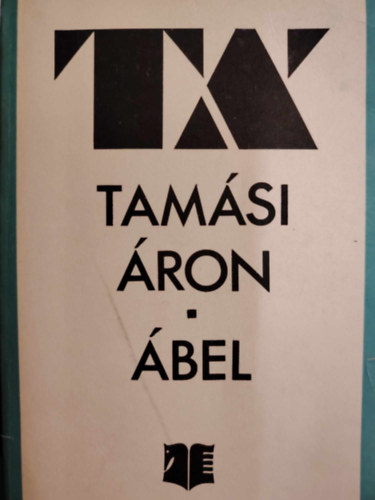 TA
TAMÁSI
ÁRON
·
ÁBEL